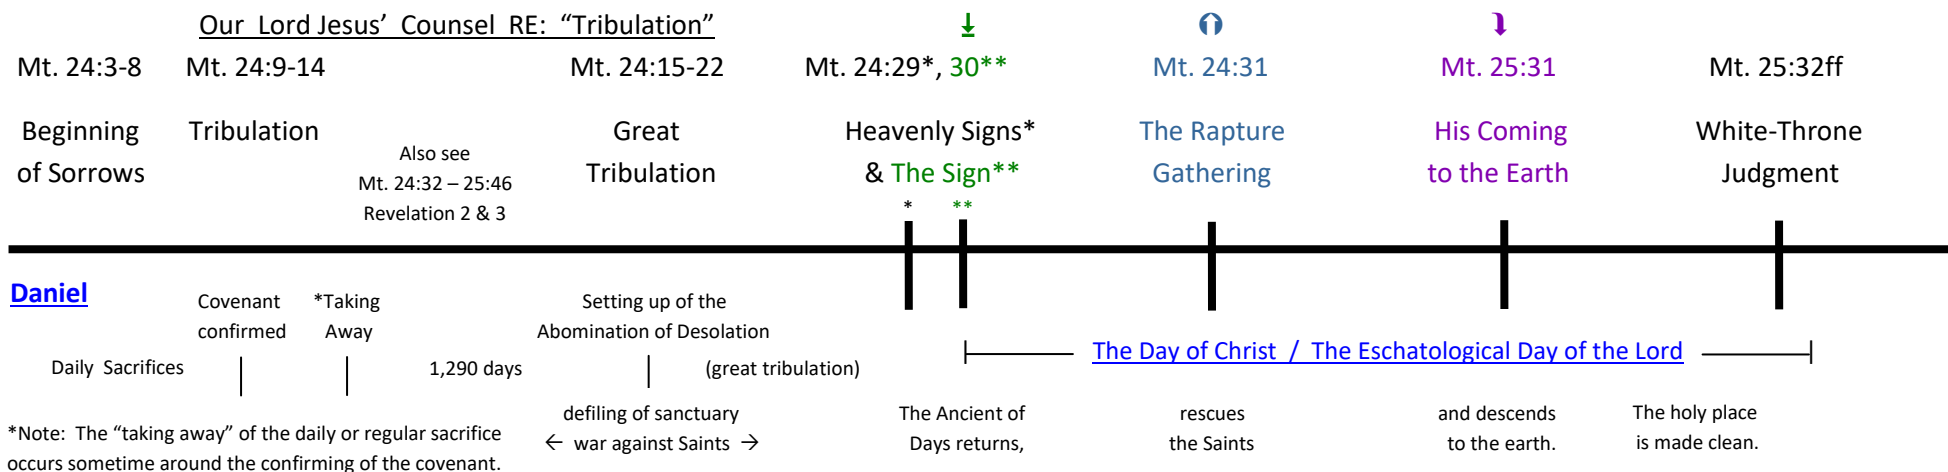 Our Lord Jesus’ Counsel RE: “Tribulation”
Mt. 24:3-8 Mt. 24:9-14 Mt. 24:15-22 Mt. 24:29*, 30** Mt. 24:31 Mt. 25:31 Mt. 25:32ff
Beginning
of Sorrows
Tribulation
Also see
Mt. 24:32 – 25:46
Revelation 2 & 3
Great
Tribulation
Heavenly Signs*
& The Sign**
* **
The Rapture
Gathering
His Coming
to the Earth
White-Throne
Judgment
Daniel
Daily Sacrifices
Covenant
confirmed
*Taking
Away
1,290 days
Setting up of the
Abomination of Desolation
(great tribulation)
The Day of Christ / The Eschatological Day of the Lord
*Note: The “taking away” of the daily or regular sacrifice
occurs sometime around the confirming of the covenant.
defiling of sanctuary
← war against Saints →
The Ancient of
Days returns,
rescues
the Saints
and descends
to the earth.
The holy place
is made clean.